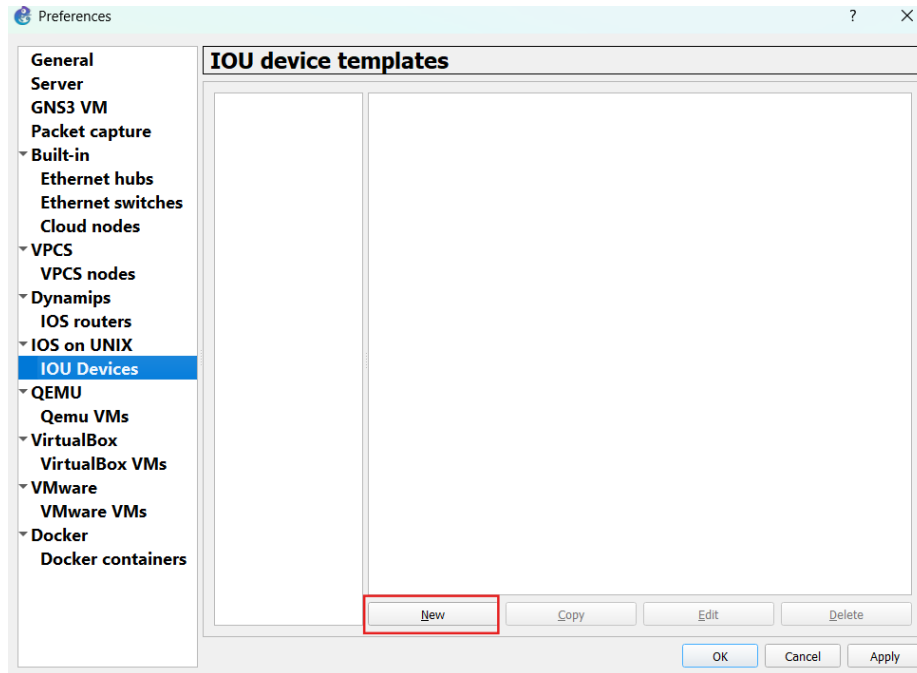 Preferences
?
General
Server
GNS3 VM
Packet capture
Built-in
Ethernet hubs
Ethernet switches
Cloud nodes
VPCS
VPCS nodes
Dynamips
IOS routers
IOS on UNIX
IOU Devices
QEMU
Qemu VMs
VirtualBox
VirtualBox VMs
VMware
VMware VMs
Docker
Docker containers
IOU device templates
New
Copy
Edit
Delete
OK
Cancel
Apply